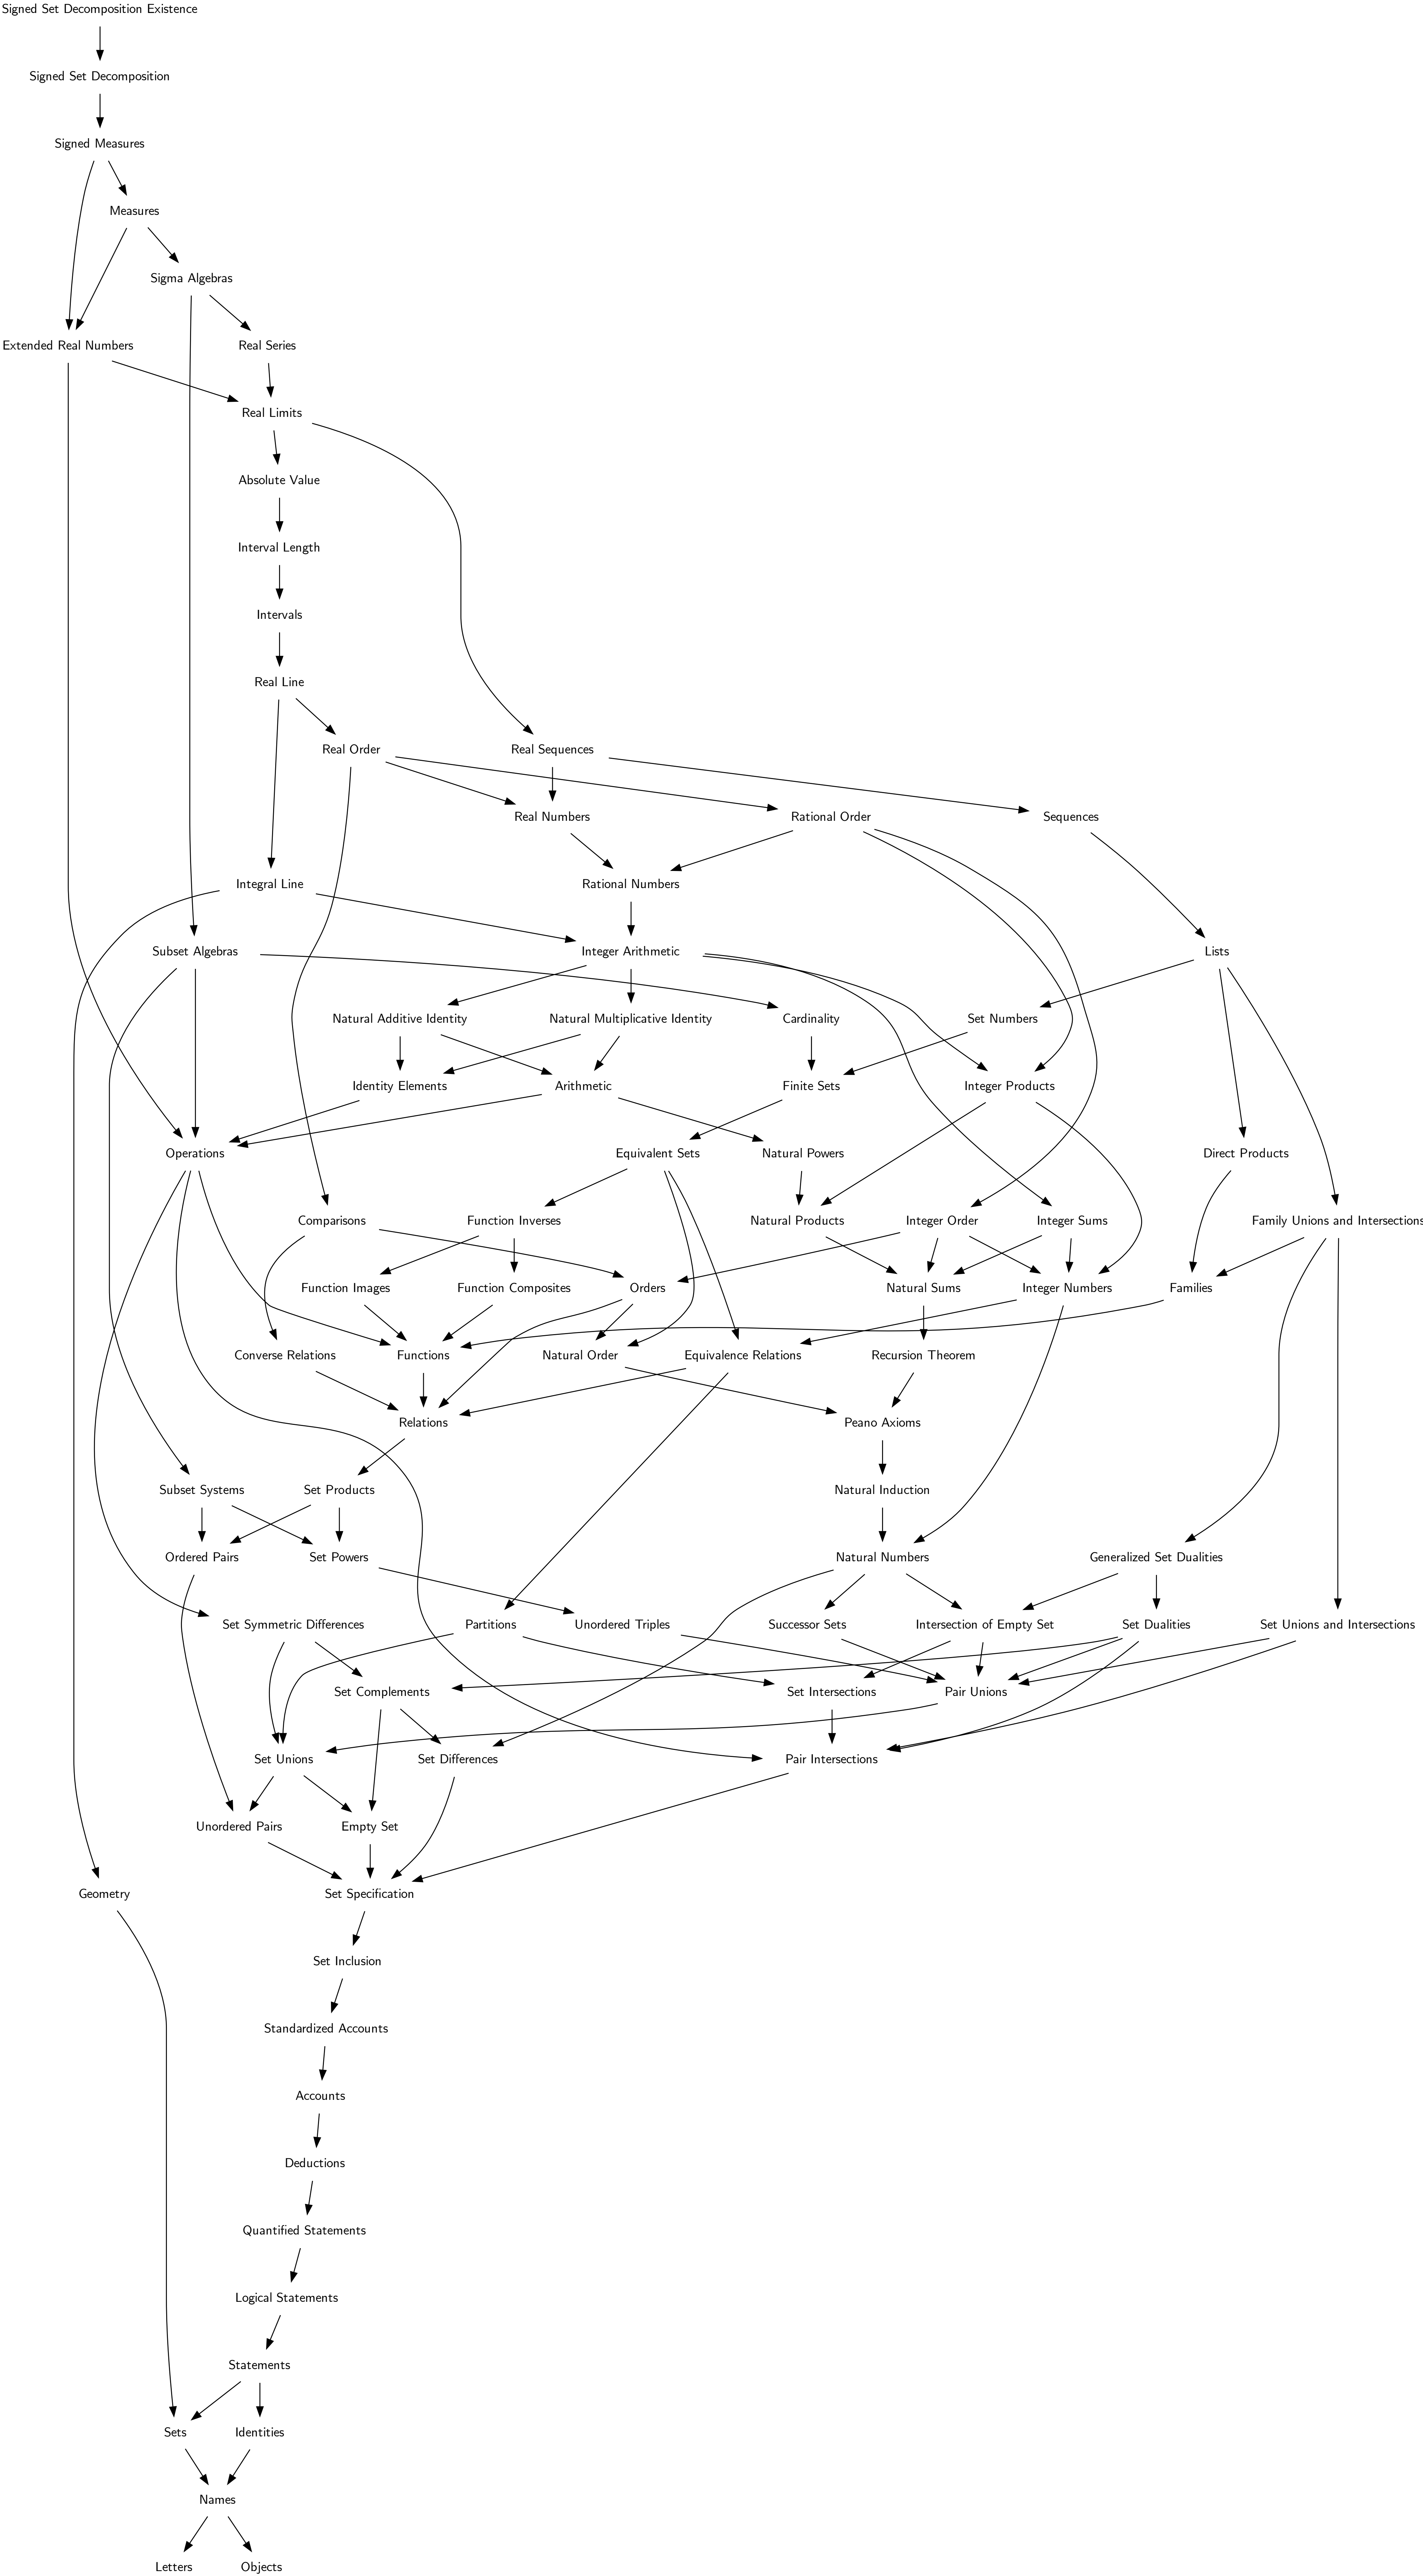 Signed Set Decomposition Existence
Signed Set Decomposition
Signed Measures
Measures
Sigma Algebras
Extended Real Numbers
Real Series
Real Limits
Absolute Value
Interval Length
Intervals
Real Line
Real Order
Real Sequences
Real Numbers
Rational Order
Sequences
Integral Line
Rational Numbers
Subset Algebras
Integer Arithmetic
Lists
Natural Additive Identity
Natural Multiplicative Identity
Cardinality
Set Numbers
Identity Elements
Arithmetic
Finite Sets
Integer Products
Operations
Equivalent Sets
Natural Powers
Direct Products
Comparisons
Function Inverses
Natural Products
Integer Order
Integer Sums
Family Unions and Intersections
Function Images
Function Composites
Orders
Natural Sums
Integer Numbers
Families
Converse Relations
Functions
Natural Order
Equivalence Relations
Recursion Theorem
Relations
Peano Axioms
Subset Systems
Set Products
Natural Induction
Ordered Pairs
Set Powers
Natural Numbers
Generalized Set Dualities
Set Symmetric Differences
Partitions
Unordered Triples
Successor Sets
Intersection of Empty Set
Set Dualities
Set Unions and Intersections
Set Complements
Set Intersections
Pair Unions
Set Unions
Set Differences
Pair Intersections
Unordered Pairs
Empty Set
Geometry
Set Specification
Set Inclusion
Standardized Accounts
Accounts
Deductions
Quantified Statements
Logical Statements
Statements
Sets
Identities
Names
Letters
Objects